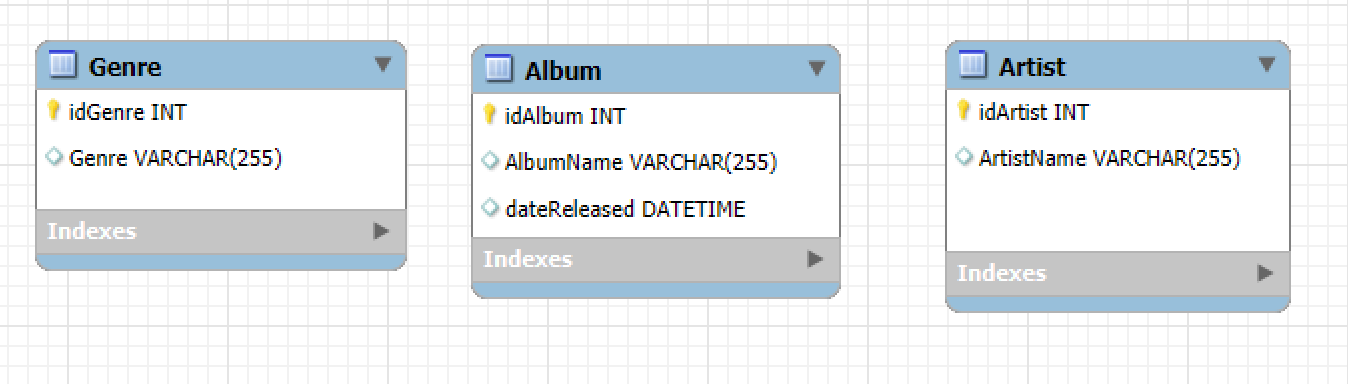 Genre
idGenre INT
Genre VARCHAR(255)
Indexes
Album
idAlbum INT
AlbumName VARCHAR(255)
dateReleased DATETIME
Indexes
Artist
idArtist INT
ArtistName VARCHAR(255)
Indexes